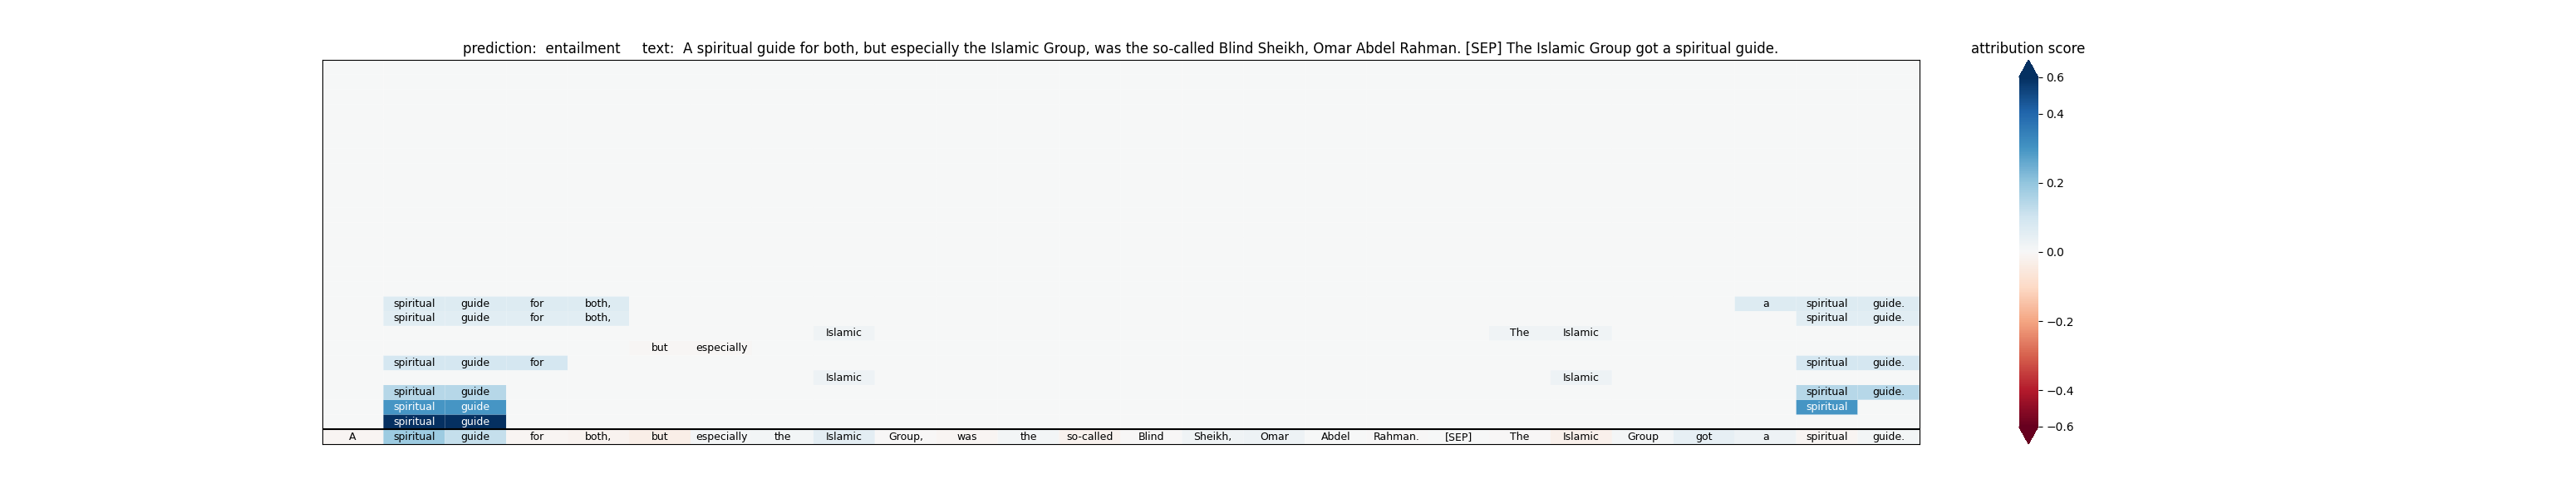 prediction:  entailment     text:  A spiritual guide for both, but especially the Islamic Group, was the so-called Blind Sheikh, Omar Abdel Rahman. [SEP] The Islamic Group got a spiritual guide.
attribution score
0.6
0.4
0.2
0.0
−0.2
−0.4
−0.6
spiritual guide for both, a spiritual guide.
spiritual guide for both, spiritual guide.
Islamic The Islamic
but especially
spiritual guide for spiritual guide.
Islamic Islamic
spiritual guide spiritual guide.
spiritual guide spiritual
spiritual guide
A spiritual guide for both, but especially the Islamic Group, was the so-called Blind Sheikh, Omar Abdel Rahman. [SEP] The Islamic Group got a spiritual guide.